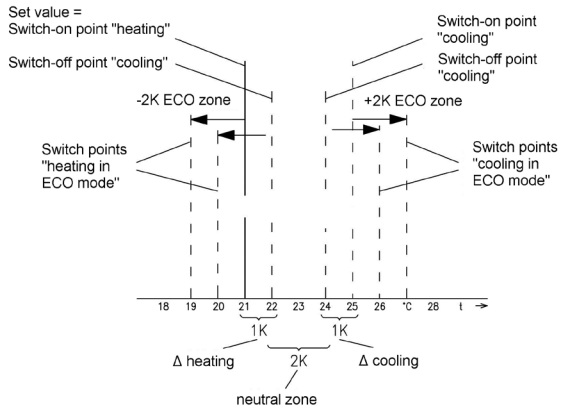 Set value =
Switch-on point "heating"
Switch-on point
"cooling"
Switch-off point "cooling"
Switch-off point
"cooling"
-2K ECO zone
+2K ECO zone
Switch points
"heating in
ECO mode"
Switch points
"cooling in
ECO mode"
18 19 20 21 22 23 24 25 26 °C 28 t
1K 1K
Δ heating 2K Δ cooling
neutral zone